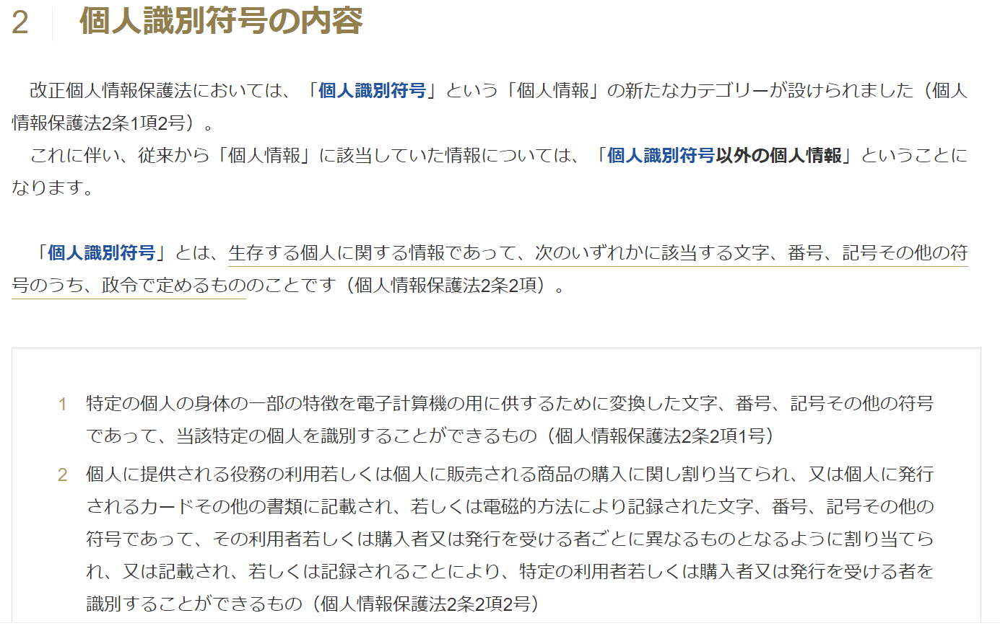 2 個人識別符号の内容
改正個人情報保護法においては、「個人識別符号」という「個人情報」の新たなカテゴリーが設けられました（個人
情報保護法2条1項2号）。
これに伴い、従来から「個人情報」に該当していた情報については、「個人識別符号以外の個人情報」ということに
なります。
「個人識別符号」とは、生存する個人に関する情報であって、次のいずれかに該当する文字、番号、記号その他の符
号のうち、政令で定めるもののことです（個人情報保護法2条2項）。
1 特定の個人の身体の一部の特徴を電子計算機の用に供するために変換した文字、番号、記号その他の符号
であって、当該特定の個人を識別することができるもの（個人情報保護法2条2項1号）
2 個人に提供される役務の利用若しくは個人に販売される商品の購入に関し割り当てられ、又は個人に発行
されるカードその他の書類に記載され、若しくは電磁的方法により記録された文字、番号、記号その他の
符号であって、その利用者若しくは購入者又は発行を受ける者ごとに異なるものとなるように割り当てら
れ、又は記載され、若しくは記録されることにより、特定の利用者若しくは購入者又は発行を受ける者を
識別することができるもの（個人情報保護法2条2項2号）